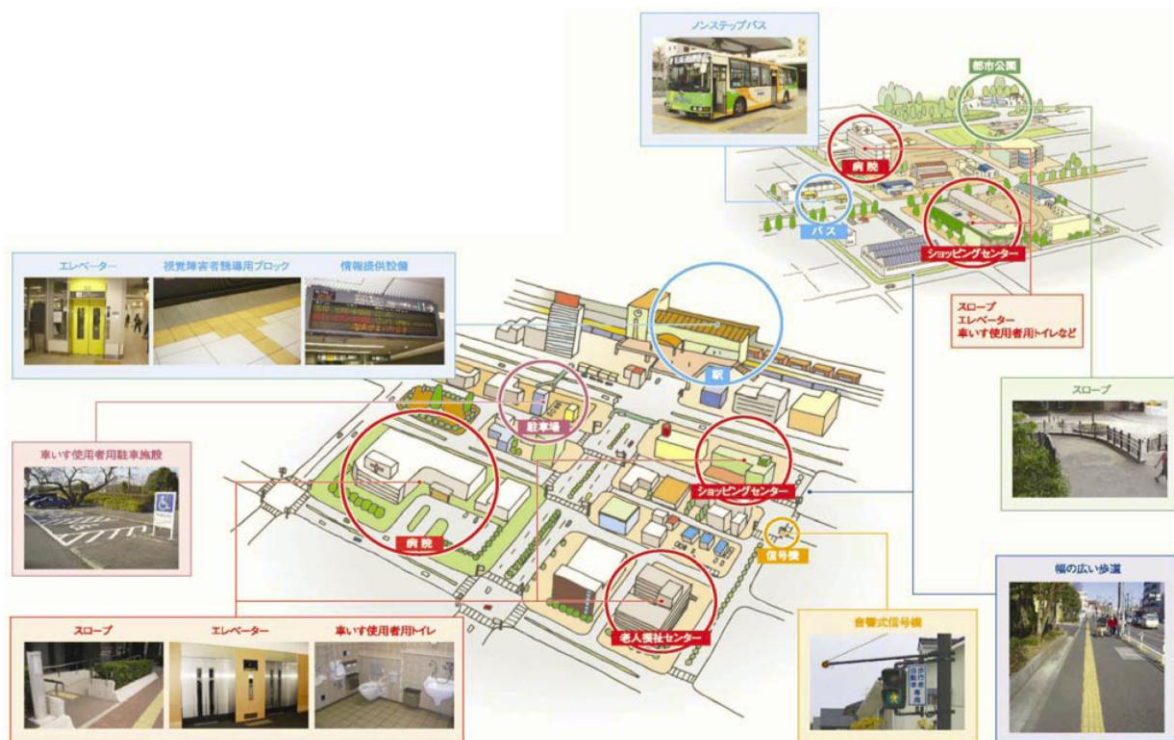 ノンステップバス
都市公園
病院
バス
ショッピングセンター
エレベーター
視覚障害者誘導用ブロック
情報提供設備
スロープ
エレベーター
車いす使用者用トイレなど
駅
駐車場
スロープ
車いす使用者用駐車施設
ショッピングセンター
病院
信号機
幅の広い歩道
老人福祉センター
音響式信号機
スロープ
エレベーター
車いす使用者用トイレ